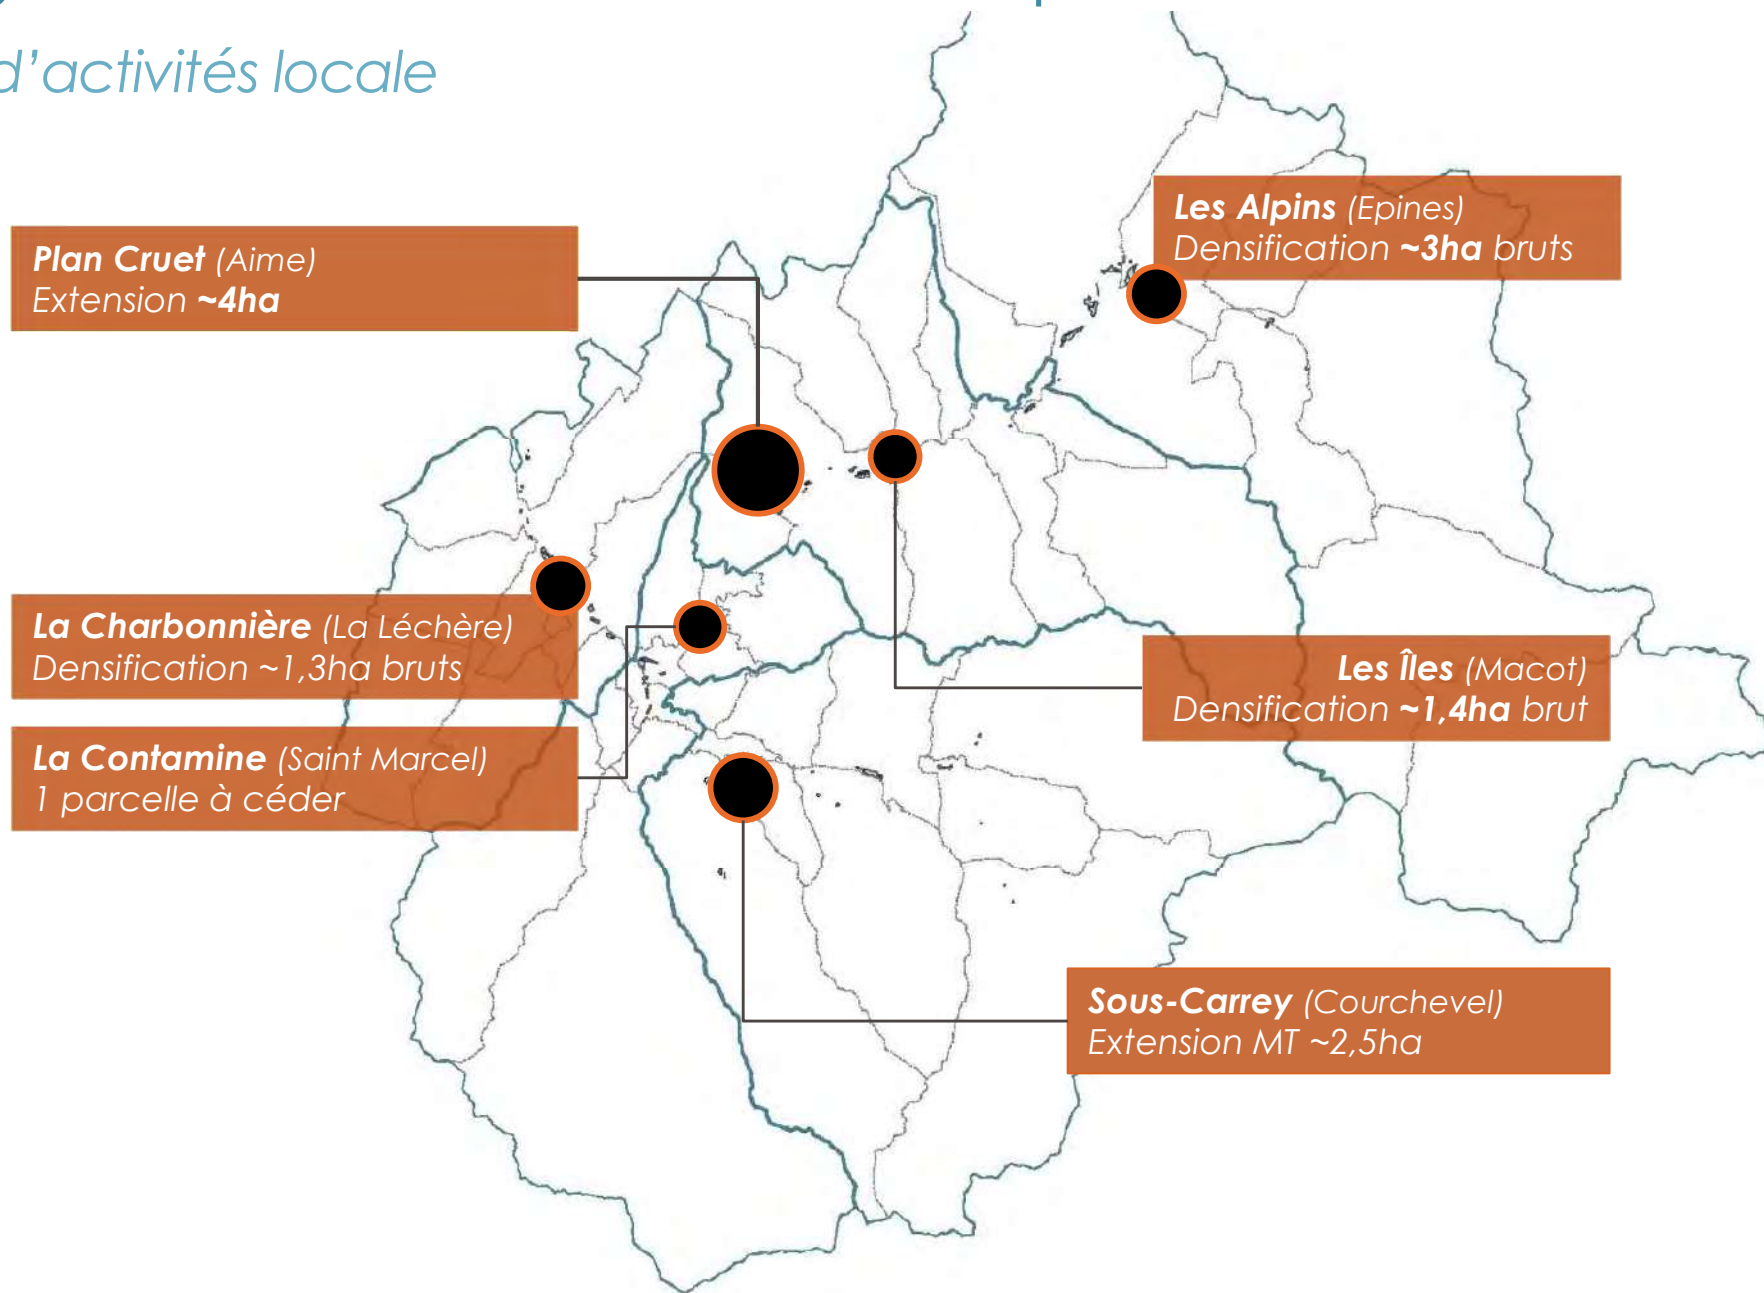 d’activités locale
Les Alpins (Epines)
Densification ~3ha bruts
Plan Cruet (Aime)
Extension ~4ha
La Charbonnière (La Léchère)
Densification ~1,3ha bruts
Les Îles (Macot)
Densification ~1,4ha brut
La Contamine (Saint Marcel)
1 parcelle à céder
Sous-Carrey (Courchevel)
Extension MT ~2,5ha